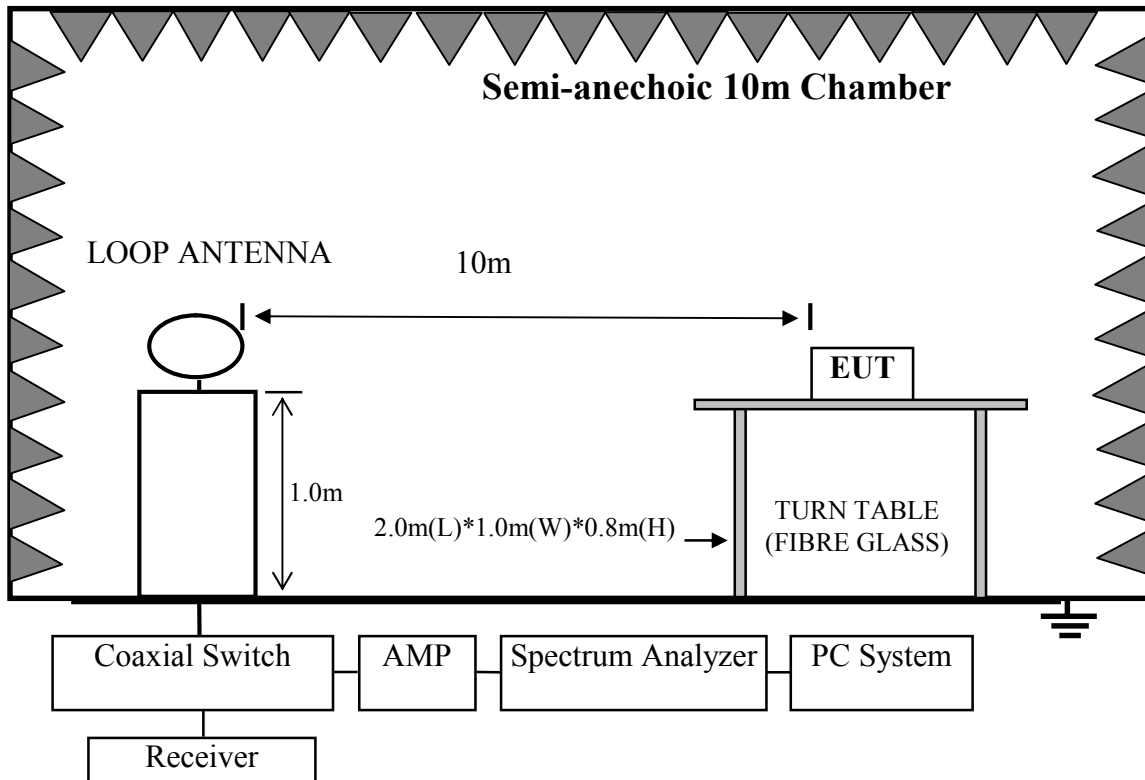 Semi-anechoic 10m Chamber
LOOP ANTENNA
10m
EUT
1.0m
2.0m(L)*1.0m(W)*0.8m(H)
TURN TABLE
(FIBRE GLASS)
Coaxial Switch
AMP
Spectrum Analyzer
PC System
Receiver